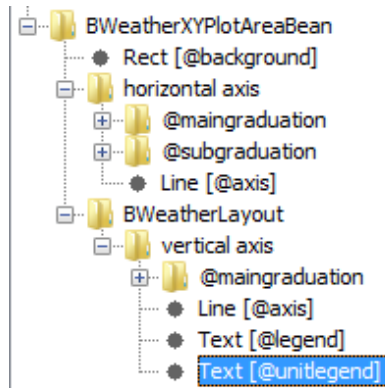 BWeatherXYPlotAreaBean
Rect [@background]
horizontal axis
@maingraduation
@subgraduation
Line [@axis]
BWeatherLayout
vertical axis
@maingraduation
Line [@axis]
Text [@legend]
Text [@unitlegend]